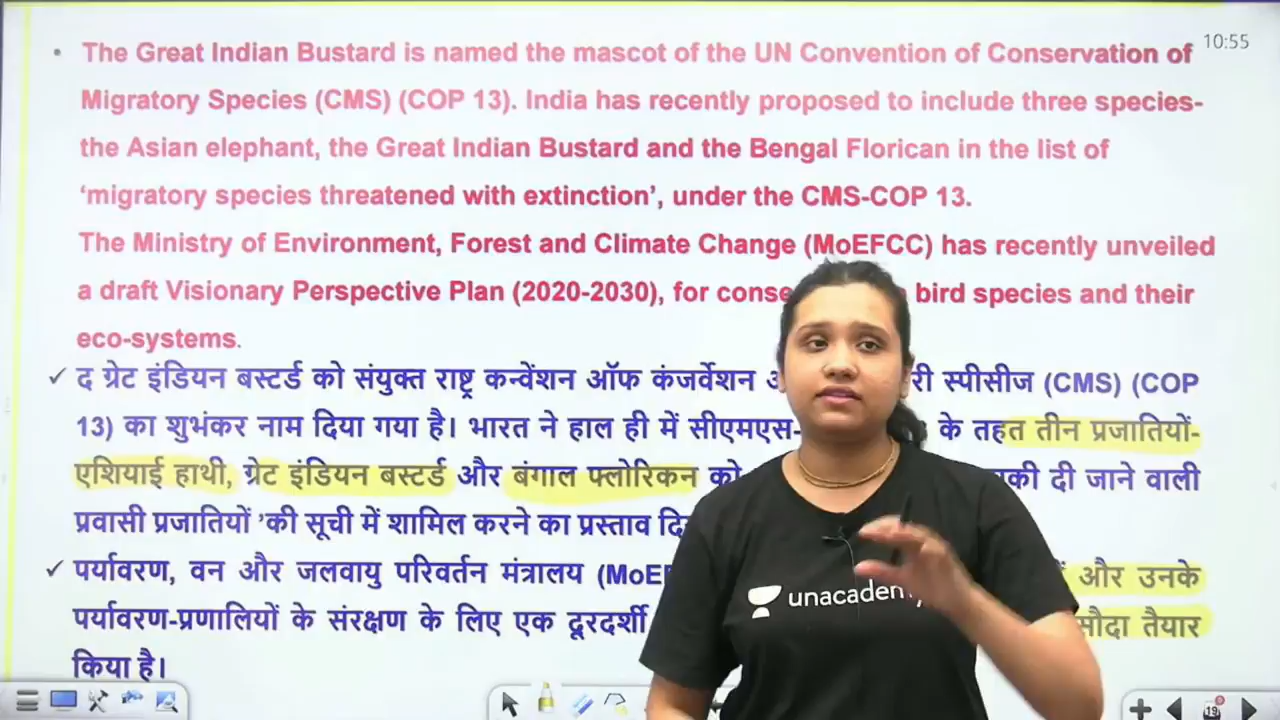 10:55
• The Great Indian Bustard is named the mascot of the UN Convention of Conservation of
Migratory Species (CMS) (COP 13). India has recently proposed to include three species-
the Asian elephant, the Great Indian Bustard and the Bengal Florican in the list of
‘migratory species threatened with extinction’, under the CMS-COP 13.
The Ministry of Environment, Forest and Climate Change (MoEFCC) has recently unveiled
a draft Visionary Perspective Plan (2020-2030), for bird species and their
eco-systems.
✓ द ग्रेट इंडियन बस्टर्ड को संयुक्त राष्ट्र कन्वेंशन ऑफ कंजर्वेशन स्पीसीज (CMS) (COP
13) का शुभंकर नाम दिया गया है। भारत ने हाल ही में सीएमएस- के तहत तीन प्रजातियों-
एशियाई हाथी, ग्रेट इंडियन बस्टर्ड और बंगाल फ्लोरिकन को दी जाने वाली
प्रवासी प्रजातियों ’की सूची में शामिल करने का प्रस्ताव
✓ पर्यावरण, वन और जलवायु परिवर्तन मंत्रालय और उनके
पर्यावरण-प्रणालियों के संरक्षण के लिए एक दूरदर्शी तैयार
किया है।
unacademy
19